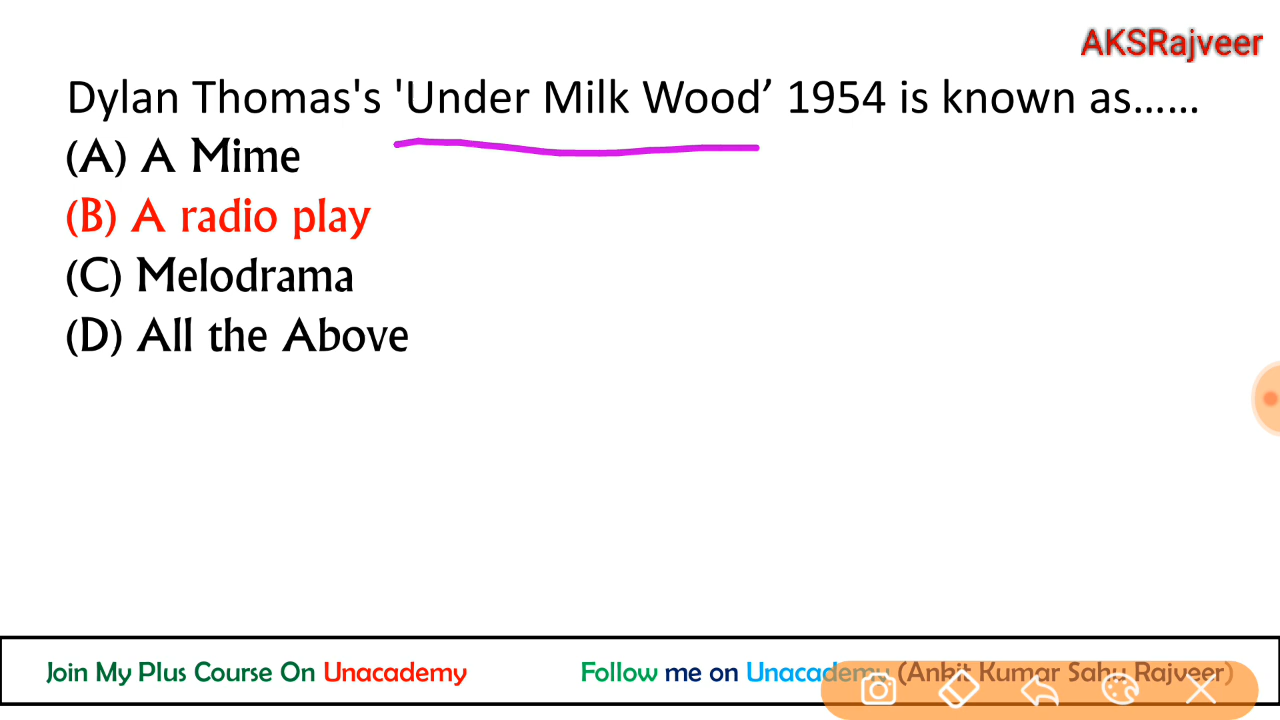 AKSRajveer
Dylan Thomas's 'Under Milk Wood’ 1954 is known as......
(A) A Mime
(B) A radio play
(C) Melodrama
(D) All the Above
Join My Plus Course On Unacademy
Follow me on Unacademy (Ankit Kumar Sahu Rajveer)